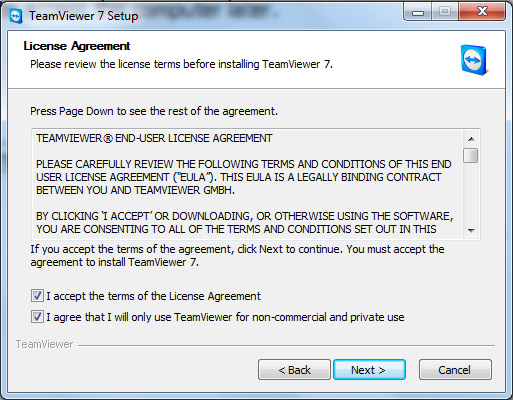 the computer later.
TeamViewer 7 Setup
License Agreement
Please review the license terms before installing TeamViewer 7.
Press Page Down to see the rest of the agreement.
TEAMVIEWER® END-USER LICENSE AGREEMENT
PLEASE CAREFULLY REVIEW THE FOLLOWING TERMS AND CONDITIONS OF THIS END
USER LICENSE AGREEMENT ("EULA"). THIS EULA IS A LEGALLY BINDING CONTRACT
BETWEEN YOU AND TEAMVIEWER GMBH.
BY CLICKING 'I ACCEPT' OR DOWNLOADING, OR OTHERWISE USING THE SOFTWARE,
YOU ARE CONSENTING TO ALL OF THE TERMS AND CONDITIONS SET OUT IN THIS
If you accept the terms of the agreement, click Next to continue. You must accept the
agreement to install TeamViewer 7.
I accept the terms of the License Agreement
I agree that I will only use TeamViewer for non-commercial and private use
TeamViewer
< Back Next > Cancel